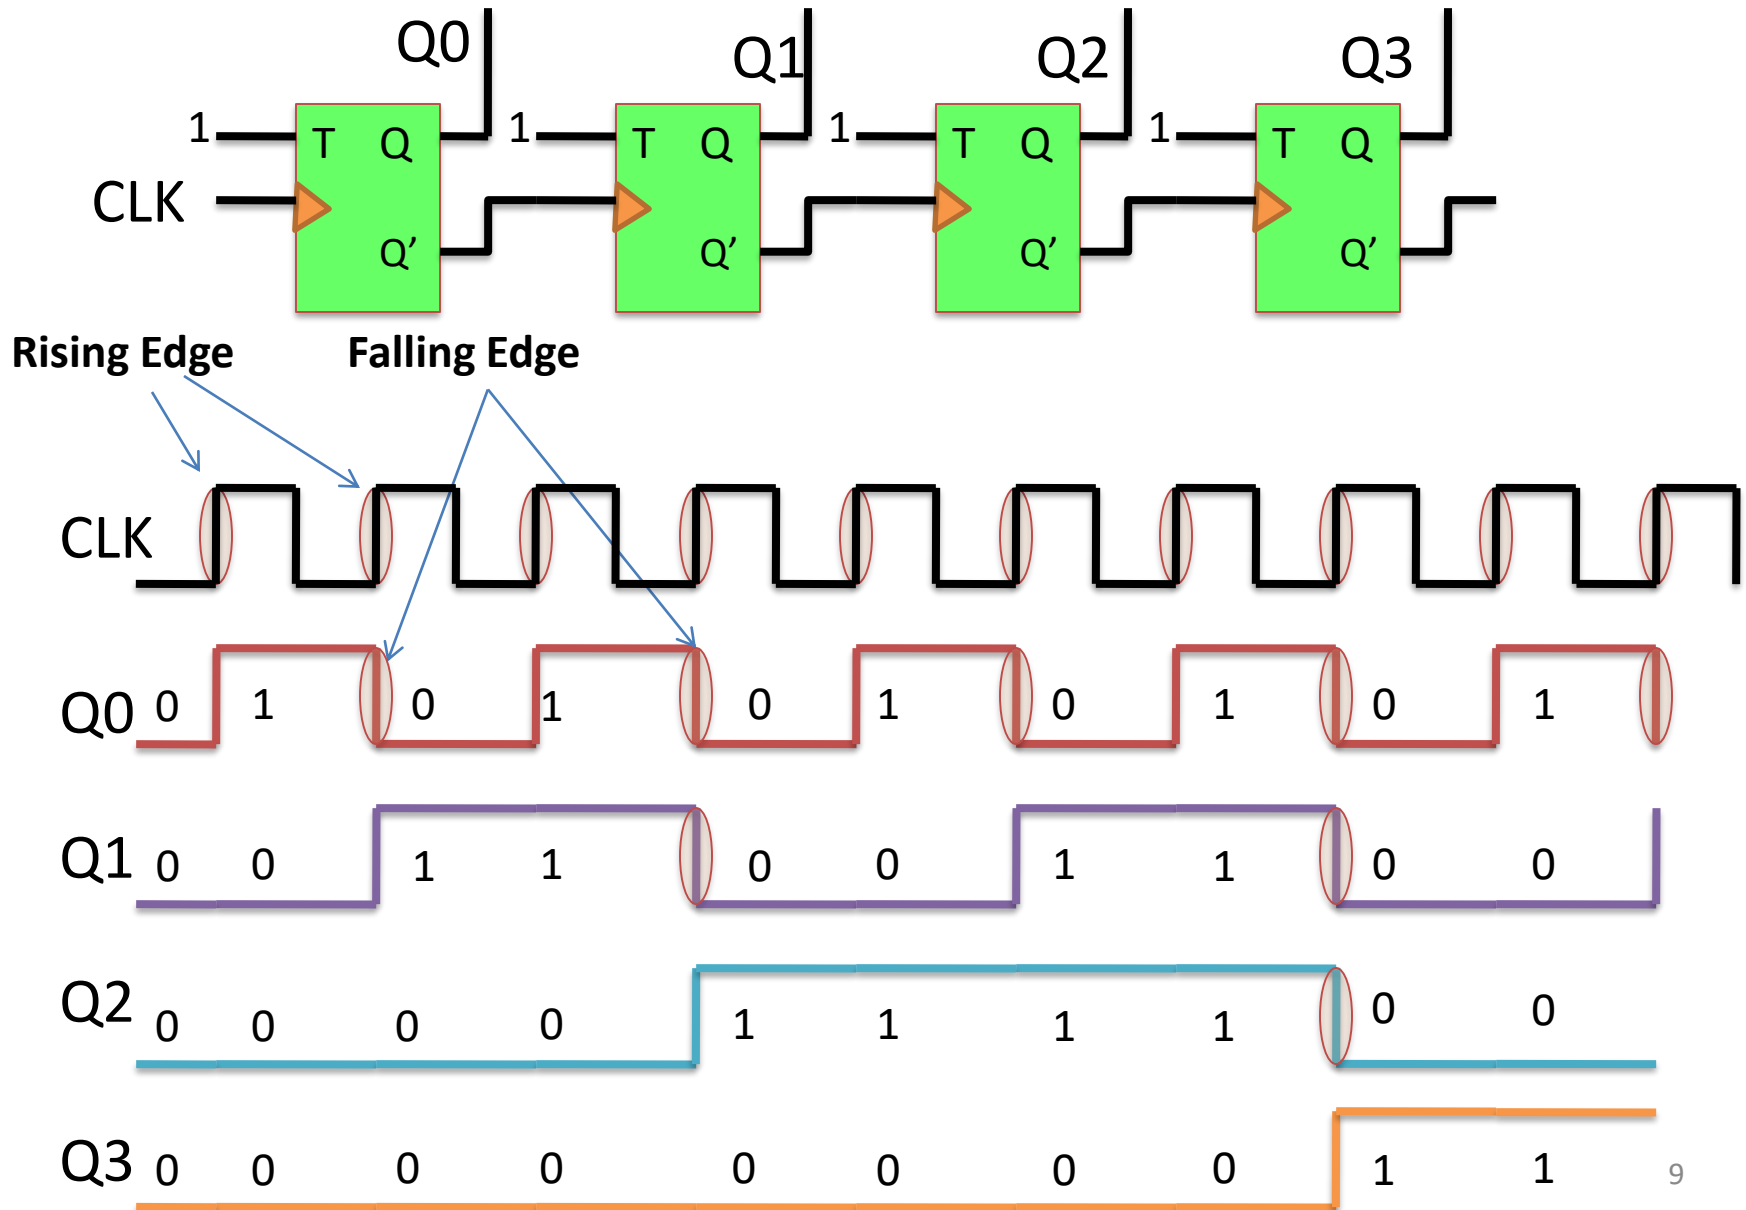 Q0 Q1 Q2 Q3
1 T Q 1 T Q 1 T Q 1 T Q
CLK
Q’ Q’ Q’ Q’
Rising Edge Falling Edge
CLK
Q0 0 1 0 1 0 1 0 1 0 1
Q1 0 0 1 1 0 0 1 1 0 0
Q2 0 0 0 0 1 1 1 1 0 0
Q3 0 0 0 0 0 0 0 0 1 1
9